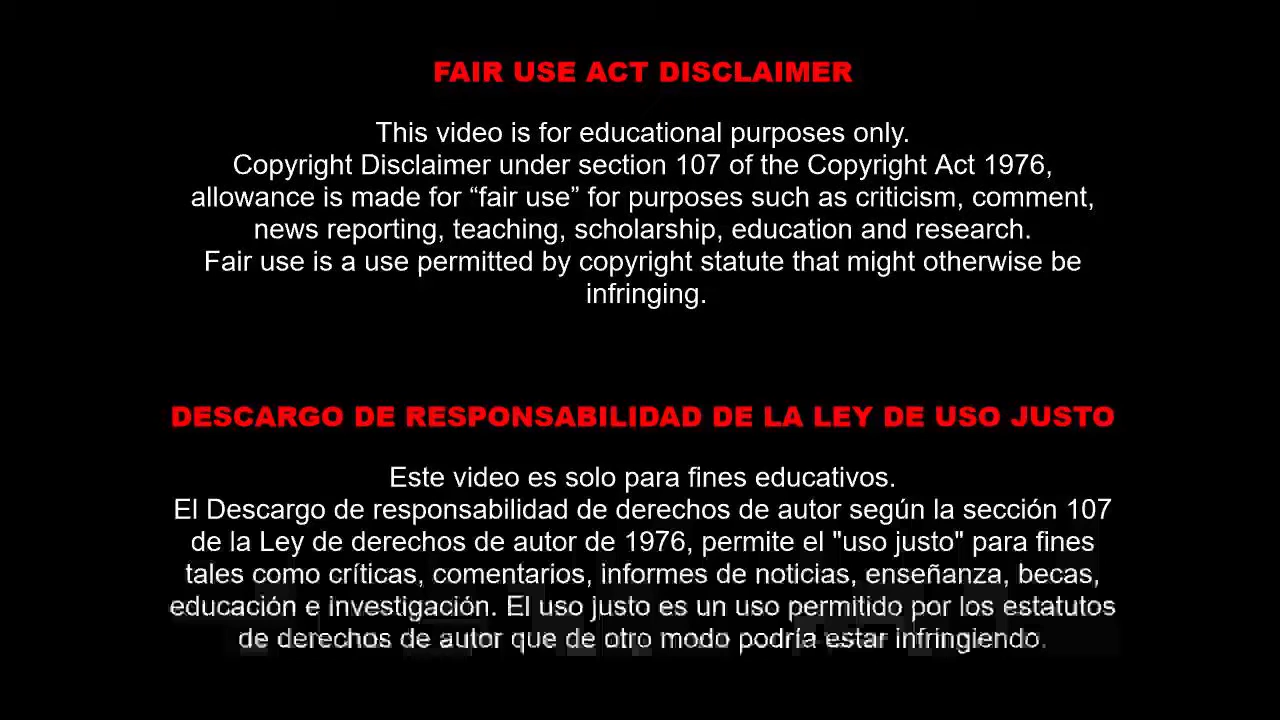 FAIR USE ACT DISCLAIMER
This video is for educational purposes only.
Copyright Disclaimer under section 107 of the Copyright Act 1976,
allowance is made for “fair use” for purposes such as criticism, comment,
news reporting, teaching, scholarship, education and research.
Fair use is a use permitted by copyright statute that might otherwise be
infringing.
DESCARGO DE RESPONSABILIDAD DE LA LEY DE USO JUSTO
Este video es solo para fines educativos.
El Descargo de responsabilidad de derechos de autor según la sección 107
de la Ley de derechos de autor de 1976, permite el "uso justo" para fines
tales como críticas, comentarios, informes de noticias, enseñanza, becas,
educación e investigación. El uso justo es un uso permitido por los estatutos
de derechos de autor que de otro modo podría estar infringiendo.